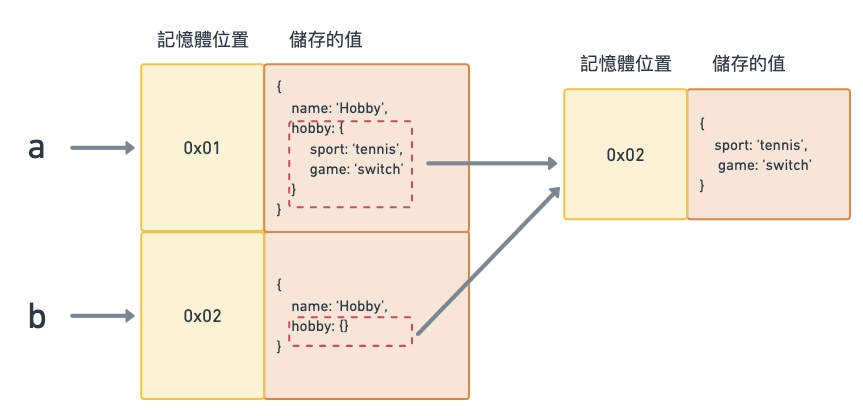 記憶體位置 儲存的值
a
0x01
{
name: ‘Hobby’,
hobby: {
sport: ‘tennis’,
game: ‘switch’
}
}
b
0x02
{
name: ‘Hobby’,
hobby: {}
}
記憶體位置 儲存的值
0x02
{
sport: ‘tennis’,
game: ‘switch’
}